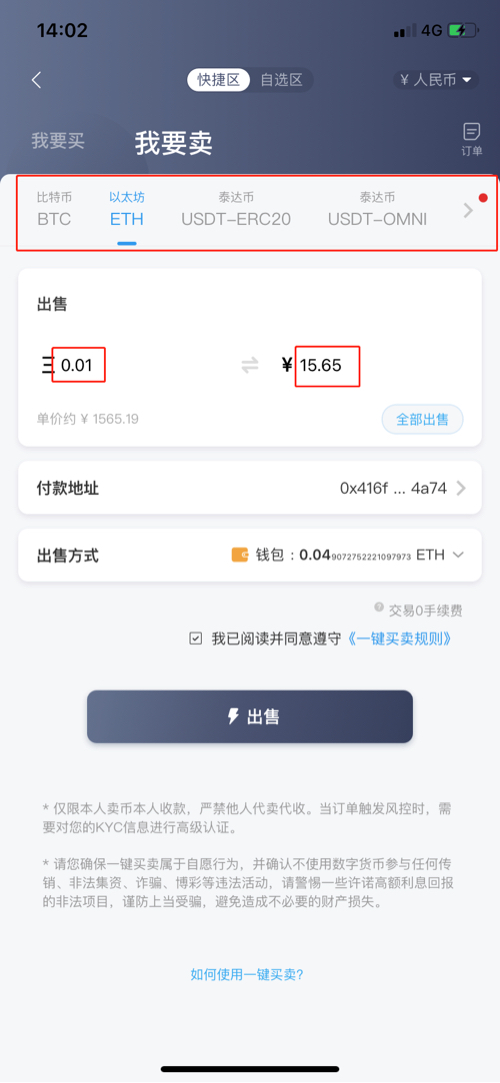 14:02
4G
快捷区 自选区 ¥ 人民币
我要买 我要卖 订单
比特币 以太坊 泰达币 泰达币
BTC ETH USDT-ERC20 USDT-OMNI
出售
0.01 ¥ 15.65
单价约 ¥ 1565.19 全部出售
付款地址 0x416f ... 4a74
出售方式 钱包：0.049072752221097973 ETH
交易0手续费
我已阅读并同意遵守《一键买卖规则》
出售
* 仅限本人卖币本人收款，严禁他人代卖代收。当订单触发风控时，需
要对您的KYC信息进行高级认证。
* 请您确保一键买卖属于自愿行为，并确认不使用数字货币参与任何传
销、非法集资、诈骗、博彩等违法活动，请警惕一些许诺高额利息回报
的非法项目，谨防上当受骗，避免造成不必要的财产损失。
如何使用一键买卖?